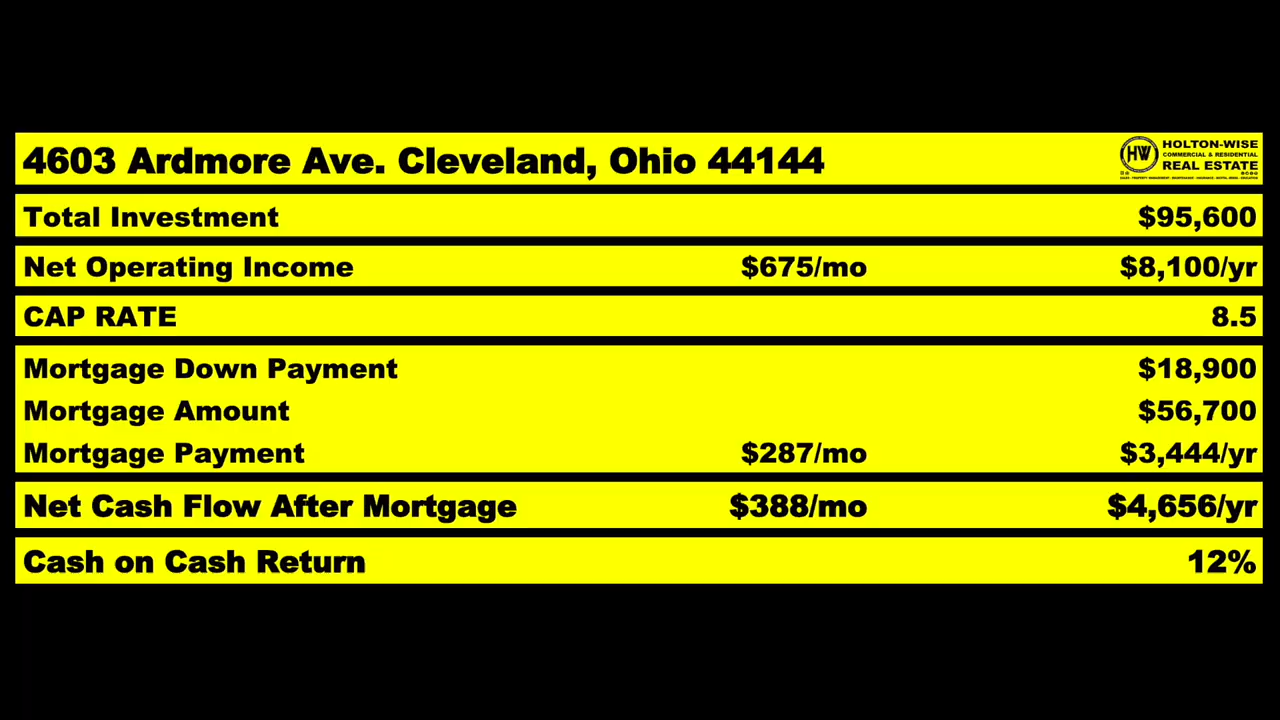 4603 Ardmore Ave. Cleveland, Ohio 44144
HOLTON-WISE
COMMERCIAL & RESIDENTIAL
REAL ESTATE
HW
Total Investment $95,600
Net Operating Income $675/mo $8,100/yr
CAP RATE 8.5
Mortgage Down Payment $18,900
Mortgage Amount $56,700
Mortgage Payment $287/mo $3,444/yr
Net Cash Flow After Mortgage $388/mo $4,656/yr
Cash on Cash Return 12%